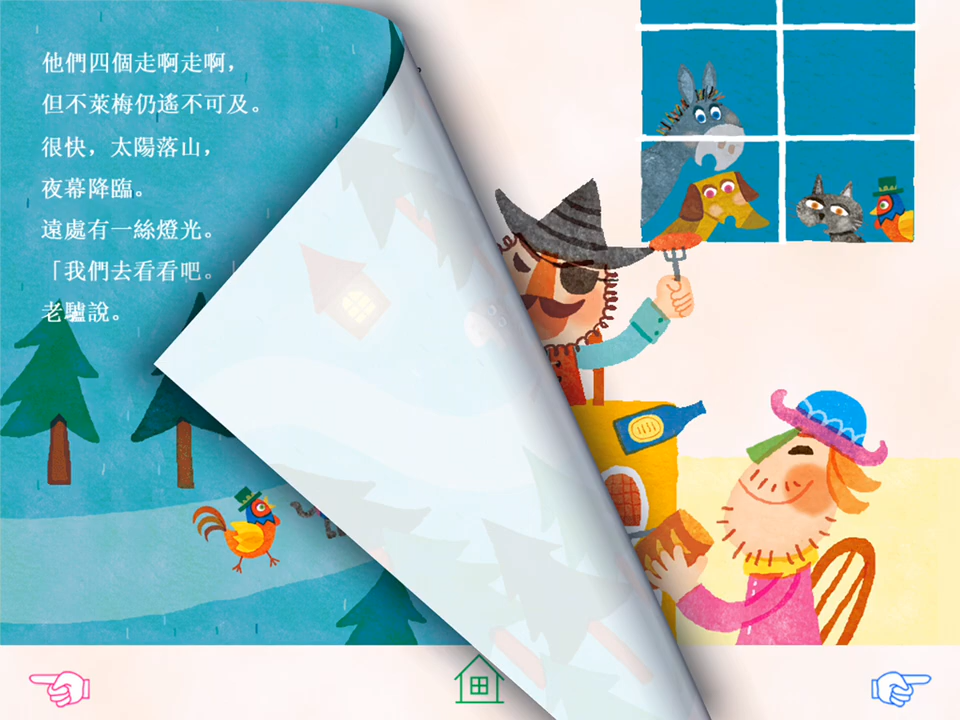 他們四個走啊走啊，
但不萊梅仍遙不可及。
很快，太陽落山，
夜幕降臨。
遠處有一絲燈光。
「我們去看看吧。」
老驢說。